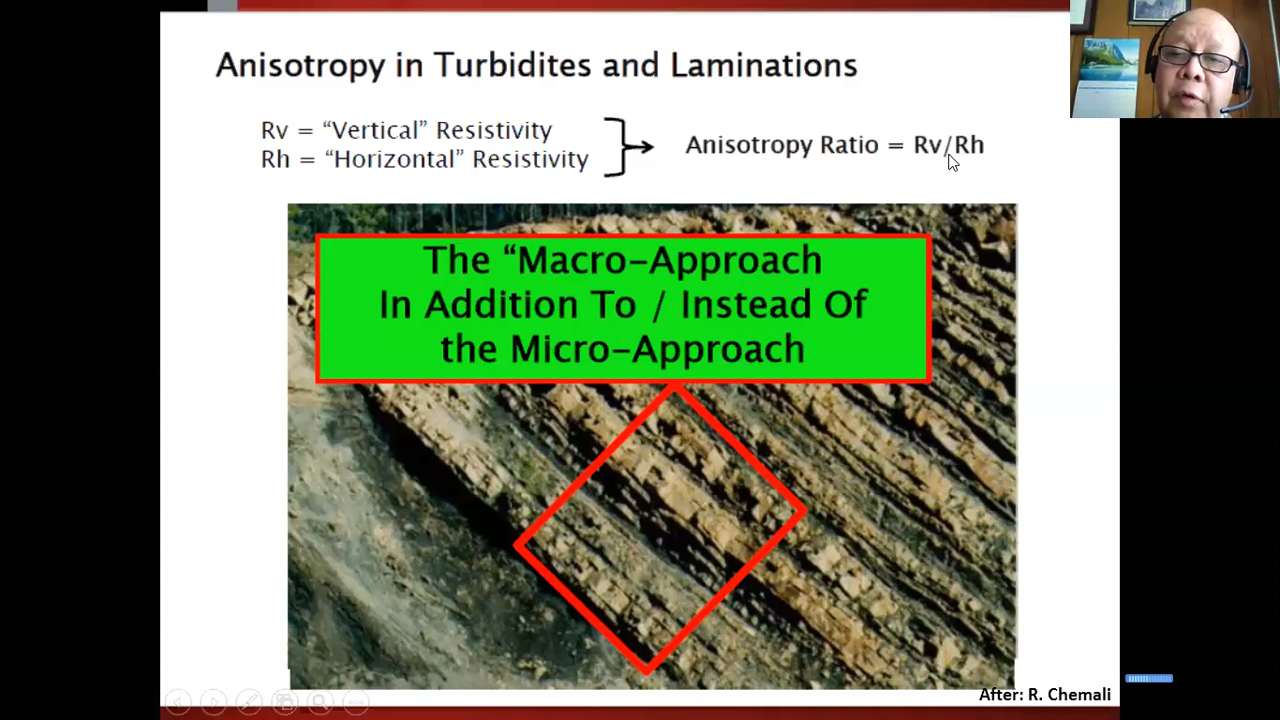 Anisotropy in Turbidites and Laminations
Rv = “Vertical” Resistivity
Rh = “Horizontal” Resistivity
Anisotropy Ratio = Rv/Rh
The “Macro-Approach
In Addition To / Instead Of
the Micro-Approach
After: R. Chemali